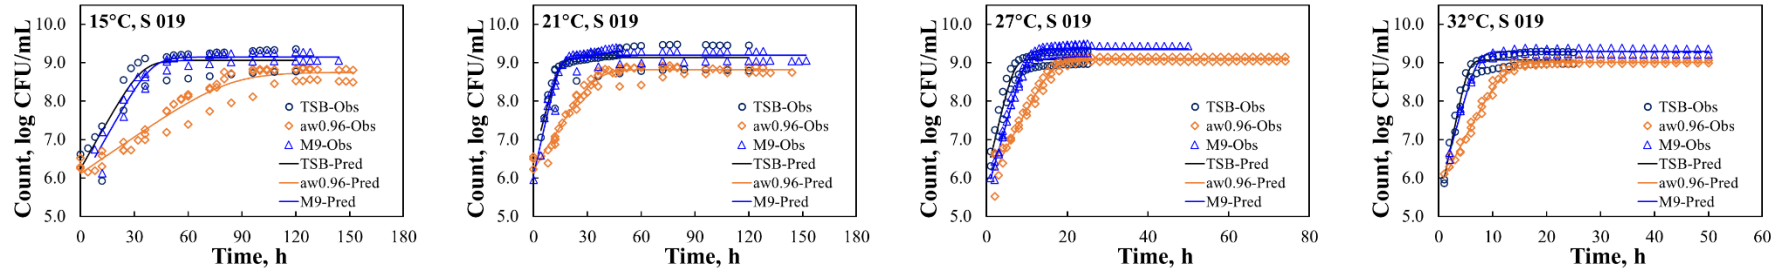 15°C, S 019
Count, log CFU/mL
10.0
9.0
8.0
7.0
6.0
5.0
0
30
60
90
120
150
180
Time, h
TSB-Obs
aw0.96-Obs
M9-Obs
TSB-Pred
aw0.96-Pred
M9-Pred
21°C, S 019
Count, log CFU/mL
10.0
9.0
8.0
7.0
6.0
5.0
0
30
60
90
120
150
180
Time, h
TSB-Obs
aw0.96-Obs
M9-Obs
TSB-Pred
aw0.96-Pred
M9-Pred
27°C, S 019
Count, log CFU/mL
10.0
9.0
8.0
7.0
6.0
5.0
0
20
40
60
80
Time, h
TSB-Obs
aw0.96-Obs
M9-Obs
TSB-Pred
aw0.96-Pred
M9-Pred
32°C, S 019
Count, log CFU/mL
10.0
9.0
8.0
7.0
6.0
5.0
0
10
20
30
40
50
60
Time, h
TSB-Obs
aw0.96-Obs
M9-Obs
TSB-Pred
aw0.96-Pred
M9-Pred